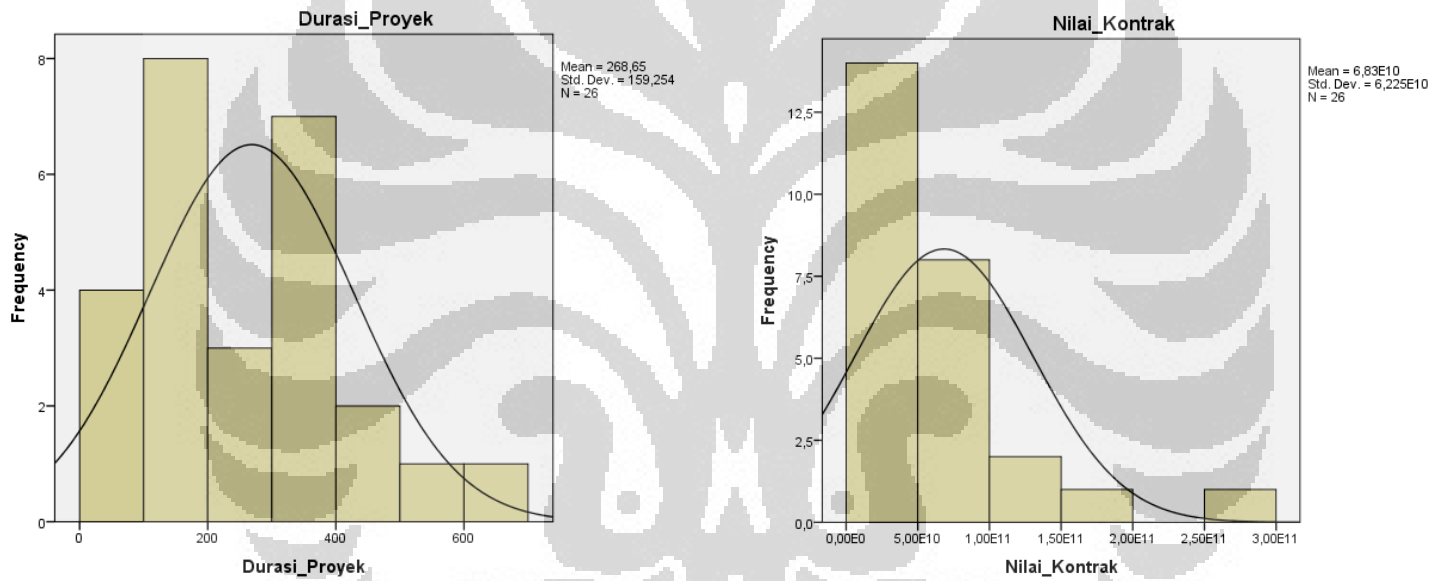 Durasi_Proyek
8
6
4
2
0
Frequency
0 200 400 600
Durasi_Proyek
Mean = 268,65
Std. Dev. = 159,254
N = 26
Nilai_Kontrak
12,5
10,0
7,5
5,0
2,5
0,0
Frequency
0,00E0 5,00E10 1,00E11 1,50E11 2,00E11 2,50E11 3,00E11
Nilai_Kontrak
Mean = 6,83E10
Std. Dev. = 6,225E10
N = 26